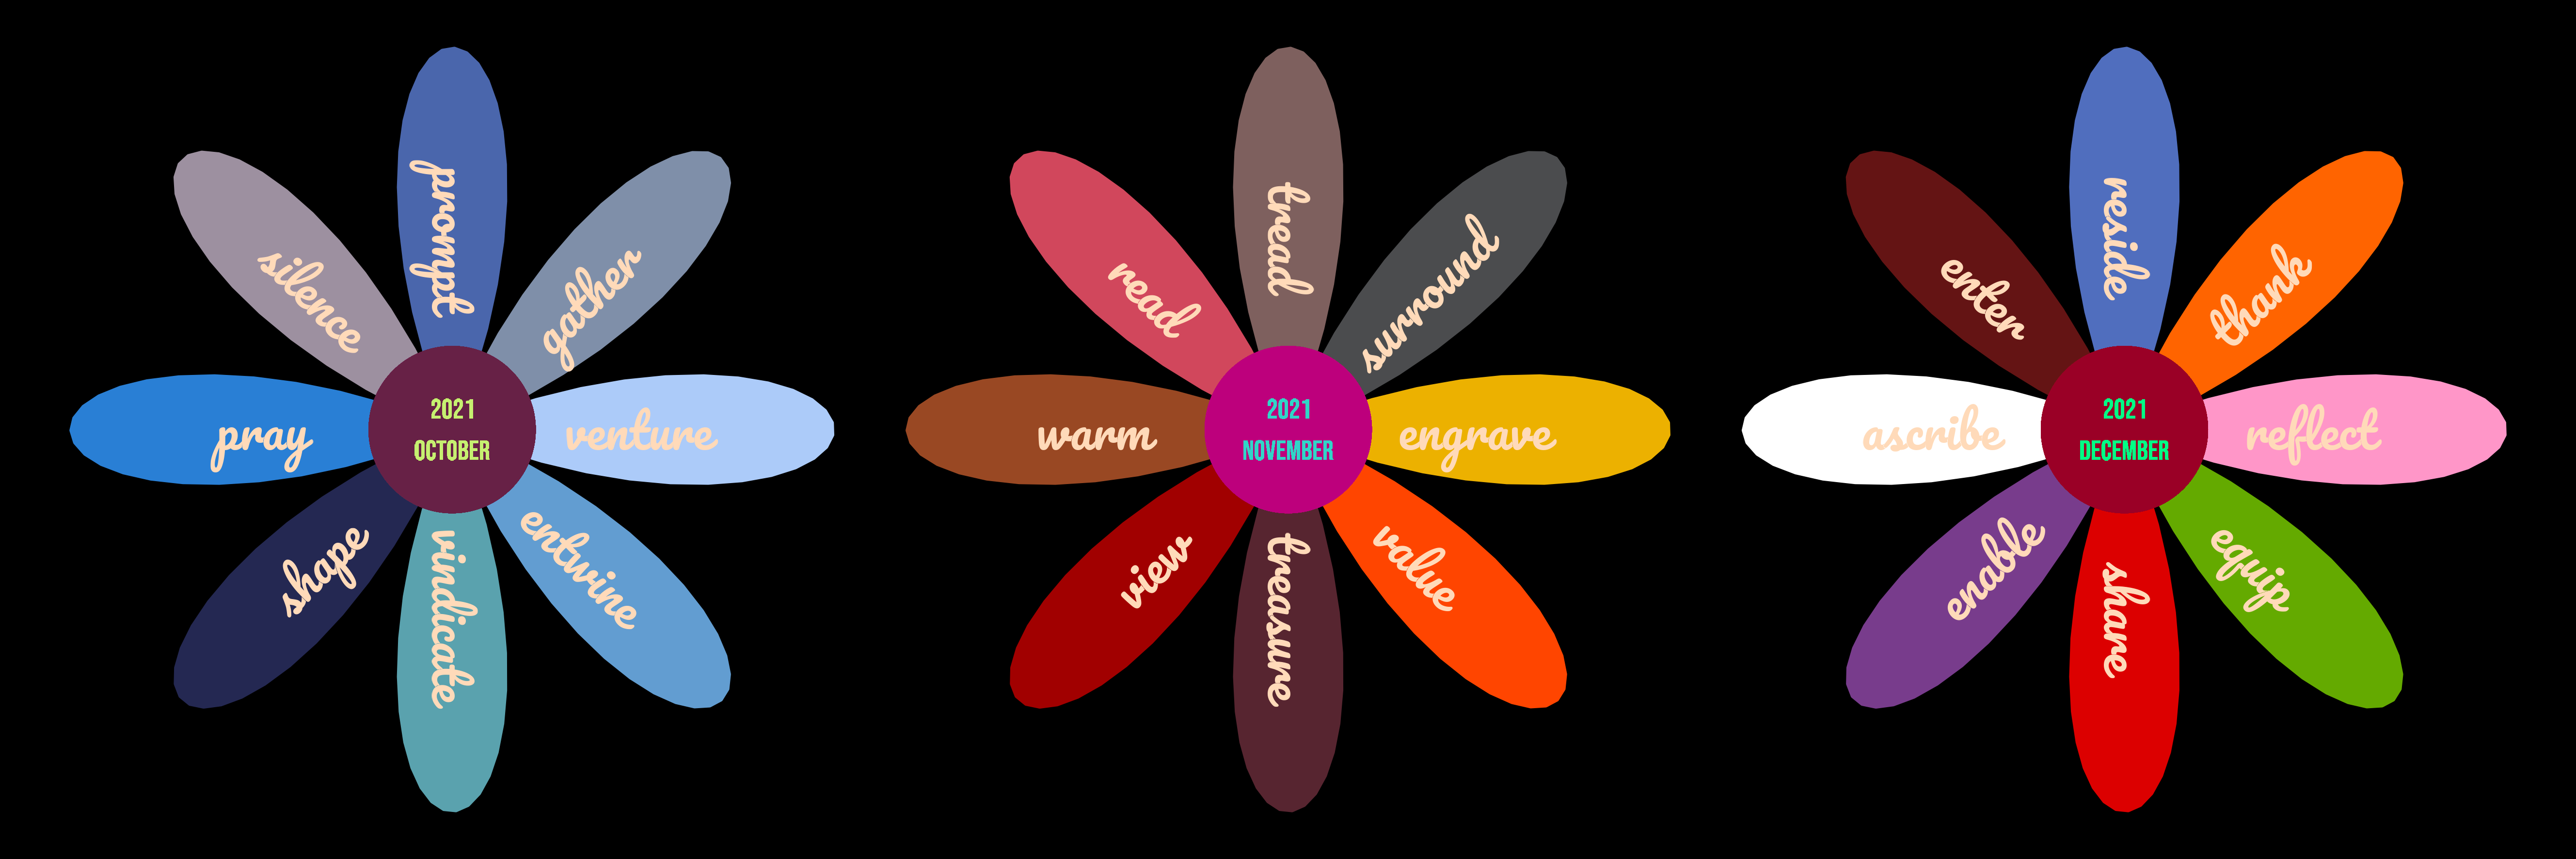 prompt
gather
venture
entwine
vindicate
shape
pray
silence
2021
OCTOBER
tread
surround
engrave
value
treasure
view
warm
read
2021
NOVEMBER
reside
thank
reflect
equip
share
enable
ascribe
enter
2021
DECEMBER